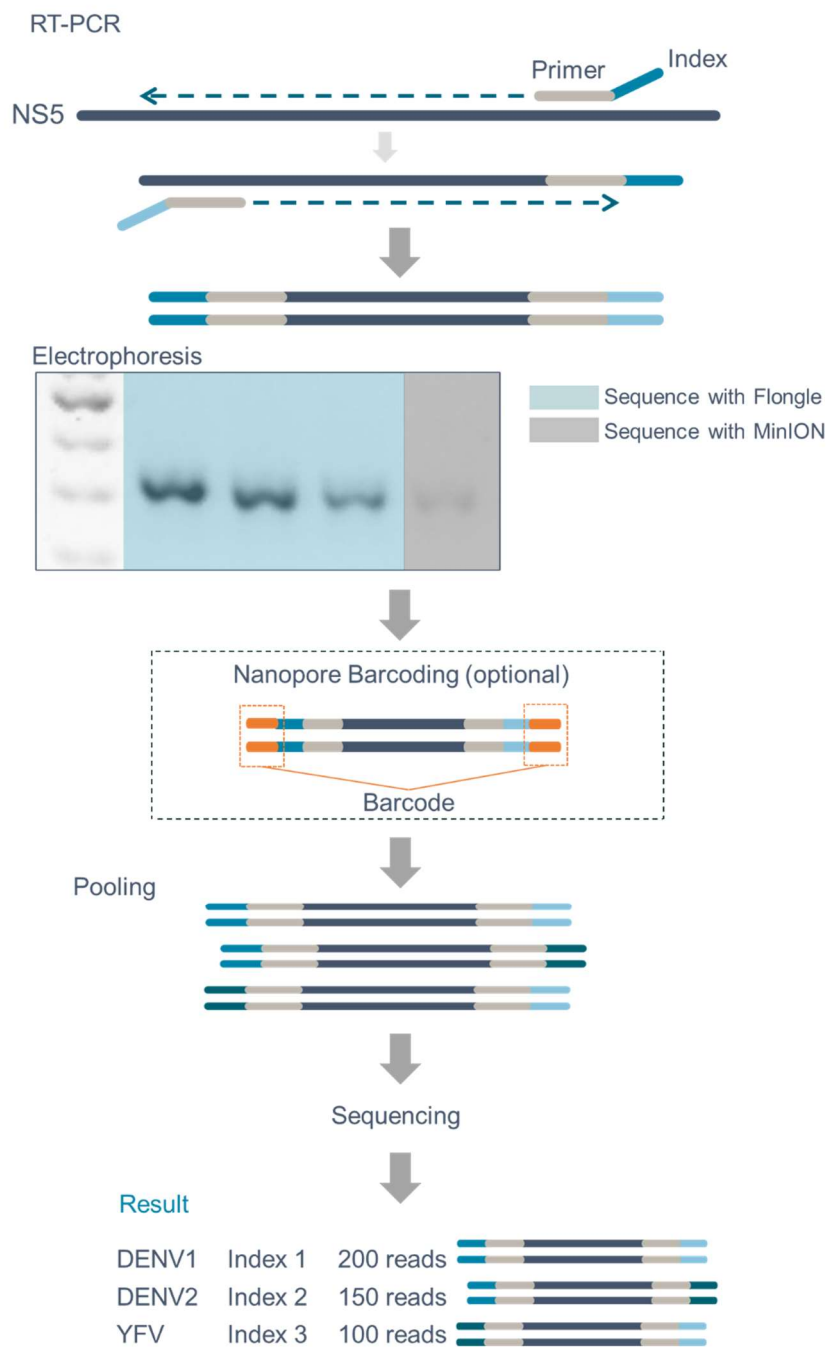 RT-PCR
Primer
Index
NS5
Electrophoresis
Sequence with Flongle
Sequence with MinION
Nanopore Barcoding (optional)
Barcode
Pooling
Sequencing
Result
DENV1 Index 1 200 reads
DENV2 Index 2 150 reads
YFV Index 3 100 reads